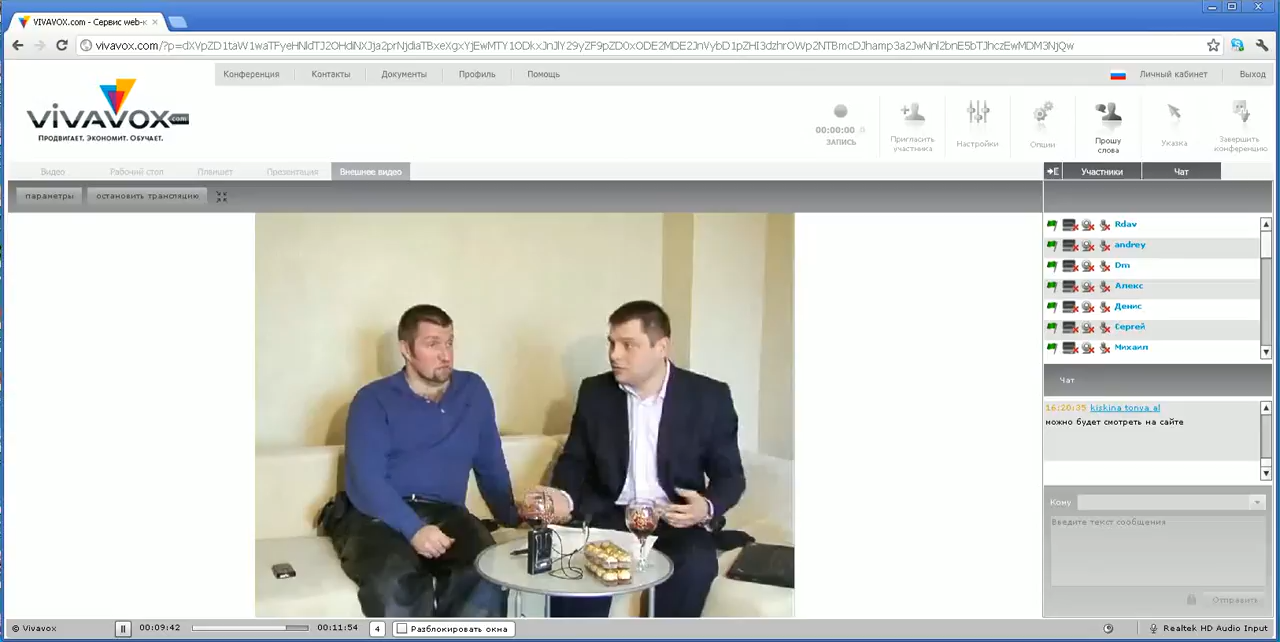 VIVAVOX.com - Сервис web-к
vivavox.com/?p=dXVpZD1taW1waTFyeHNidTJ2OHdiNXJja2prNjdiaTBxeXgxYjEwMTY1ODkxJnJlY29yZF9pZD0xODE2MDE2JnVybD1pZHI3dzhrOWp2NTBmcDJhamp3a2JwNnl2bnE5bTJhczEwMDM3NjQw
Конференция Контакты Документы Профиль Помощь Личный кабинет Выход
VIVAVOX.com
ПРОДВИГАЕТ. ЭКОНОМИТ. ОБУЧАЕТ.
00:00:00
ЗАПИСЬ
Пригласить участника
Настройки
Опции
Прошу слова
Указка
Завершить конференцию
Видео Рабочий стол Планшет Презентация Внешнее видео Участники Чат
параметры остановить трансляцию
Rdav
andrey
Dm
Алекс
Денис
Сергей
Михаил
Чат
16:20:35 kiskina tonya_al
можно будет смотреть на сайте
Кому
Введите текст сообщения
Отправить
© Vivavox 00:09:42 00:11:54 4 Разблокировать окна Realtek HD Audio Input